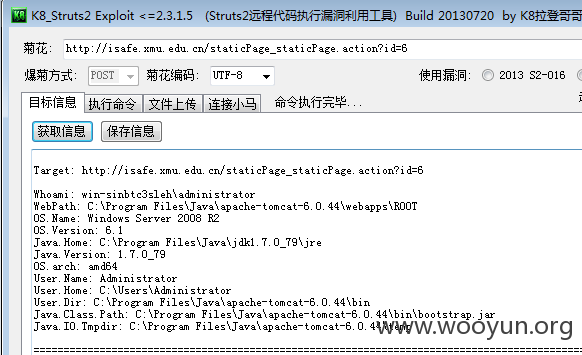 K8_Struts2 Exploit <=2.3.1.5 (Struts2远程代码执行漏洞利用工具) Build 20130720 by K8拉登哥哥
菊花: http://isafe.xmu.edu.cn/staticPage_staticPage.action?id=6
爆菊方式: POST 菊花编码: UTF-8 使用漏洞: 2013 S2-016
目标信息 执行命令 文件上传 连接小马 命令执行完毕...
获取信息 保存信息
Target: http://isafe.xmu.edu.cn/staticPage_staticPage.action?id=6
Whoami: win-sinbtc3sleh\administrator
WebPath: C:\Program Files\Java\apache-tomcat-6.0.44\webapps\ROOT
OS.Name: Windows Server 2008 R2
OS.Version: 6.1
Java.Home: C:\Program Files\Java\jdk1.7.0_79\jre
Java.Version: 1.7.0_79
OS.arch: amd64
User.Name: Administrator
User.Home: C:\Users\Administrator
User.Dir: C:\Program Files\Java\apache-tomcat-6.0.44\bin
Java.Class.Path: C:\Program Files\Java\apache-tomcat-6.0.44\bin\bootstrap.jar
Java.IO.Tmpdir: C:\Program Files\Java\apache-tomcat-6.0.44\temp
www.wooyun.org
================================================================